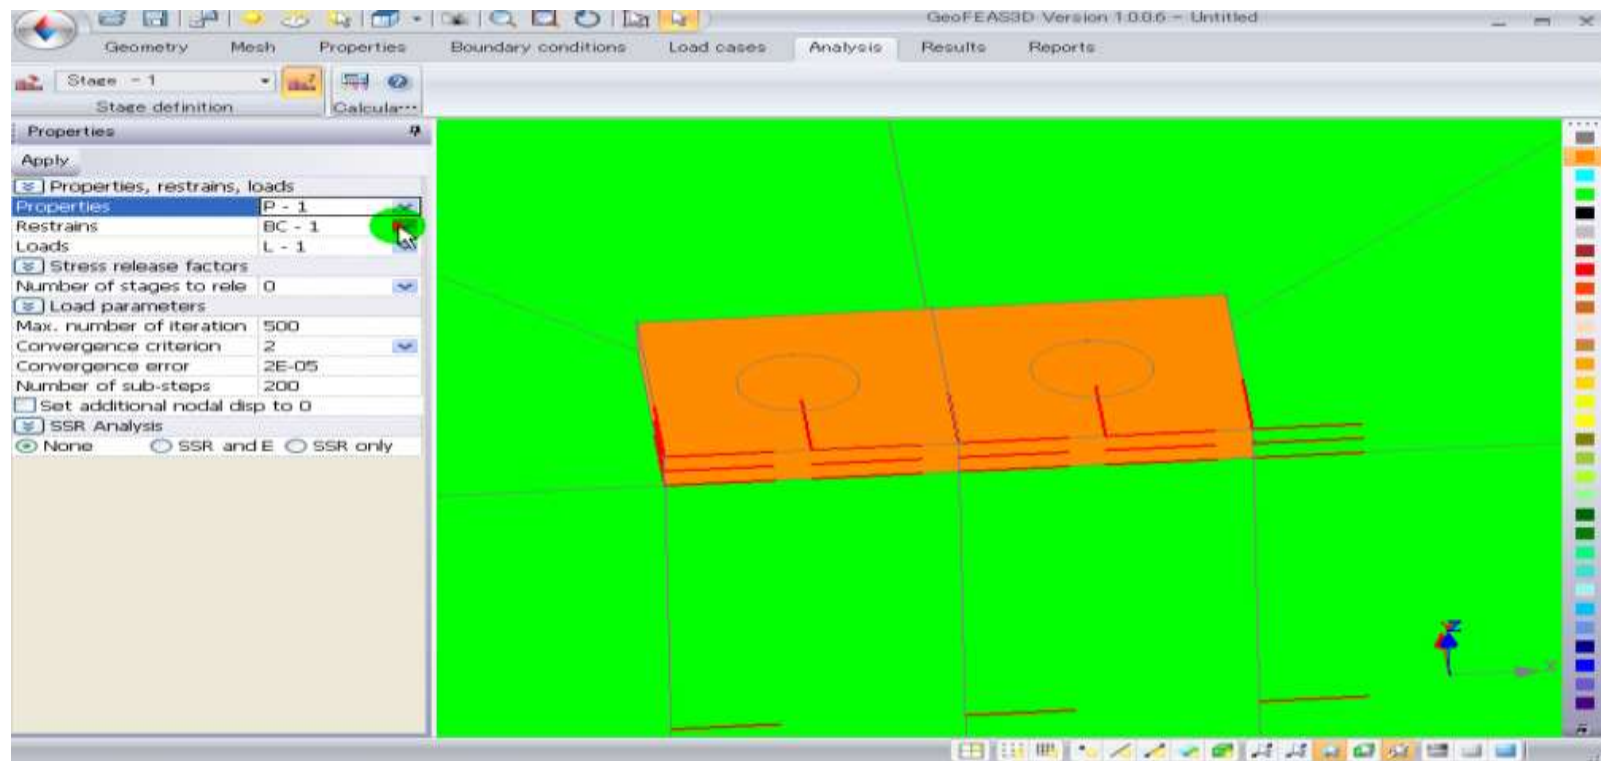 GeoFEAS3D Version 1.0.0.6 - Untitled
Geometry Mesh Properties Boundary conditions Load cases Analysis Results Reports
Stage - 1
Stage definition Calcula...
Properties
Apply
Properties, restrains, loads
Properties P - 1
Restrains BC - 1
Loads L - 1
Stress release factors
Number of stages to rele 0
Load parameters
Max. number of iteration 500
Convergence criterion 2
Convergence error 2E-05
Number of sub-steps 200
Set additional nodal disp to 0
SSR Analysis
None SSR and E SSR only
Z
X